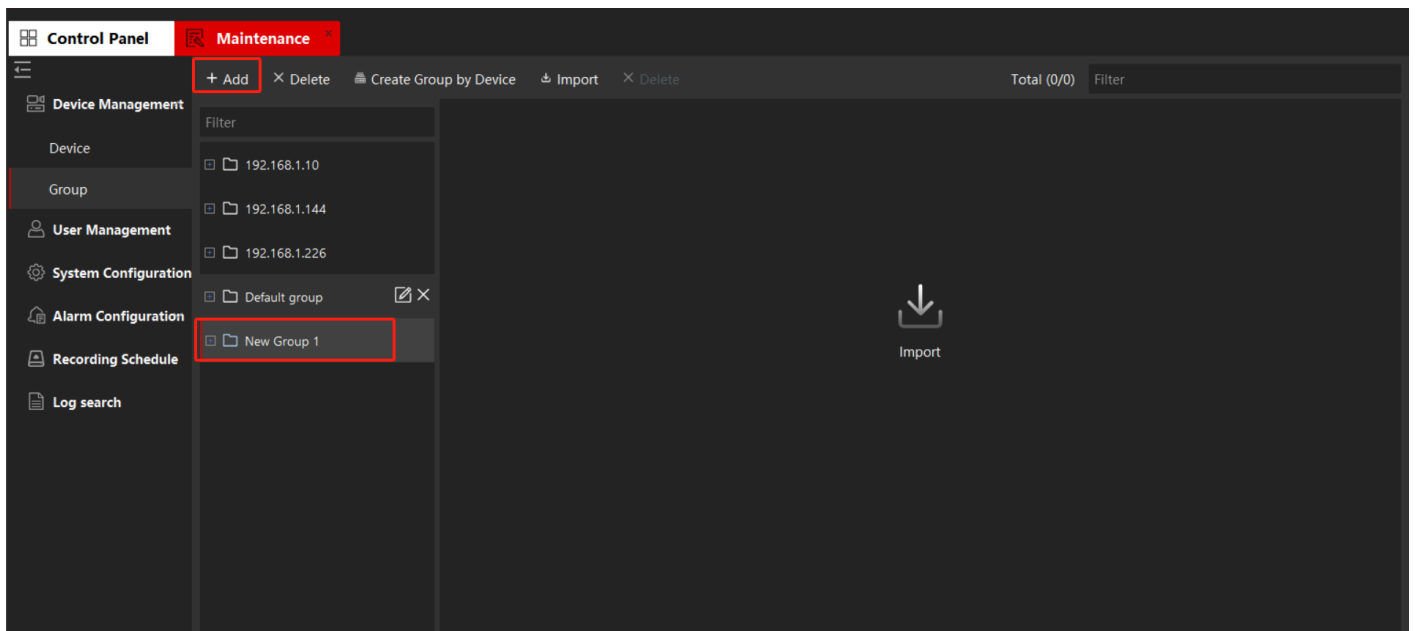 Control Panel
Maintenance
+ Add
Delete
Create Group by Device
Import
Delete
Total (0/0)
Filter
Device Management
Device
Group
User Management
System Configuration
Alarm Configuration
Recording Schedule
Log search
Filter
192.168.1.10
192.168.1.144
192.168.1.226
Default group
New Group 1
Import